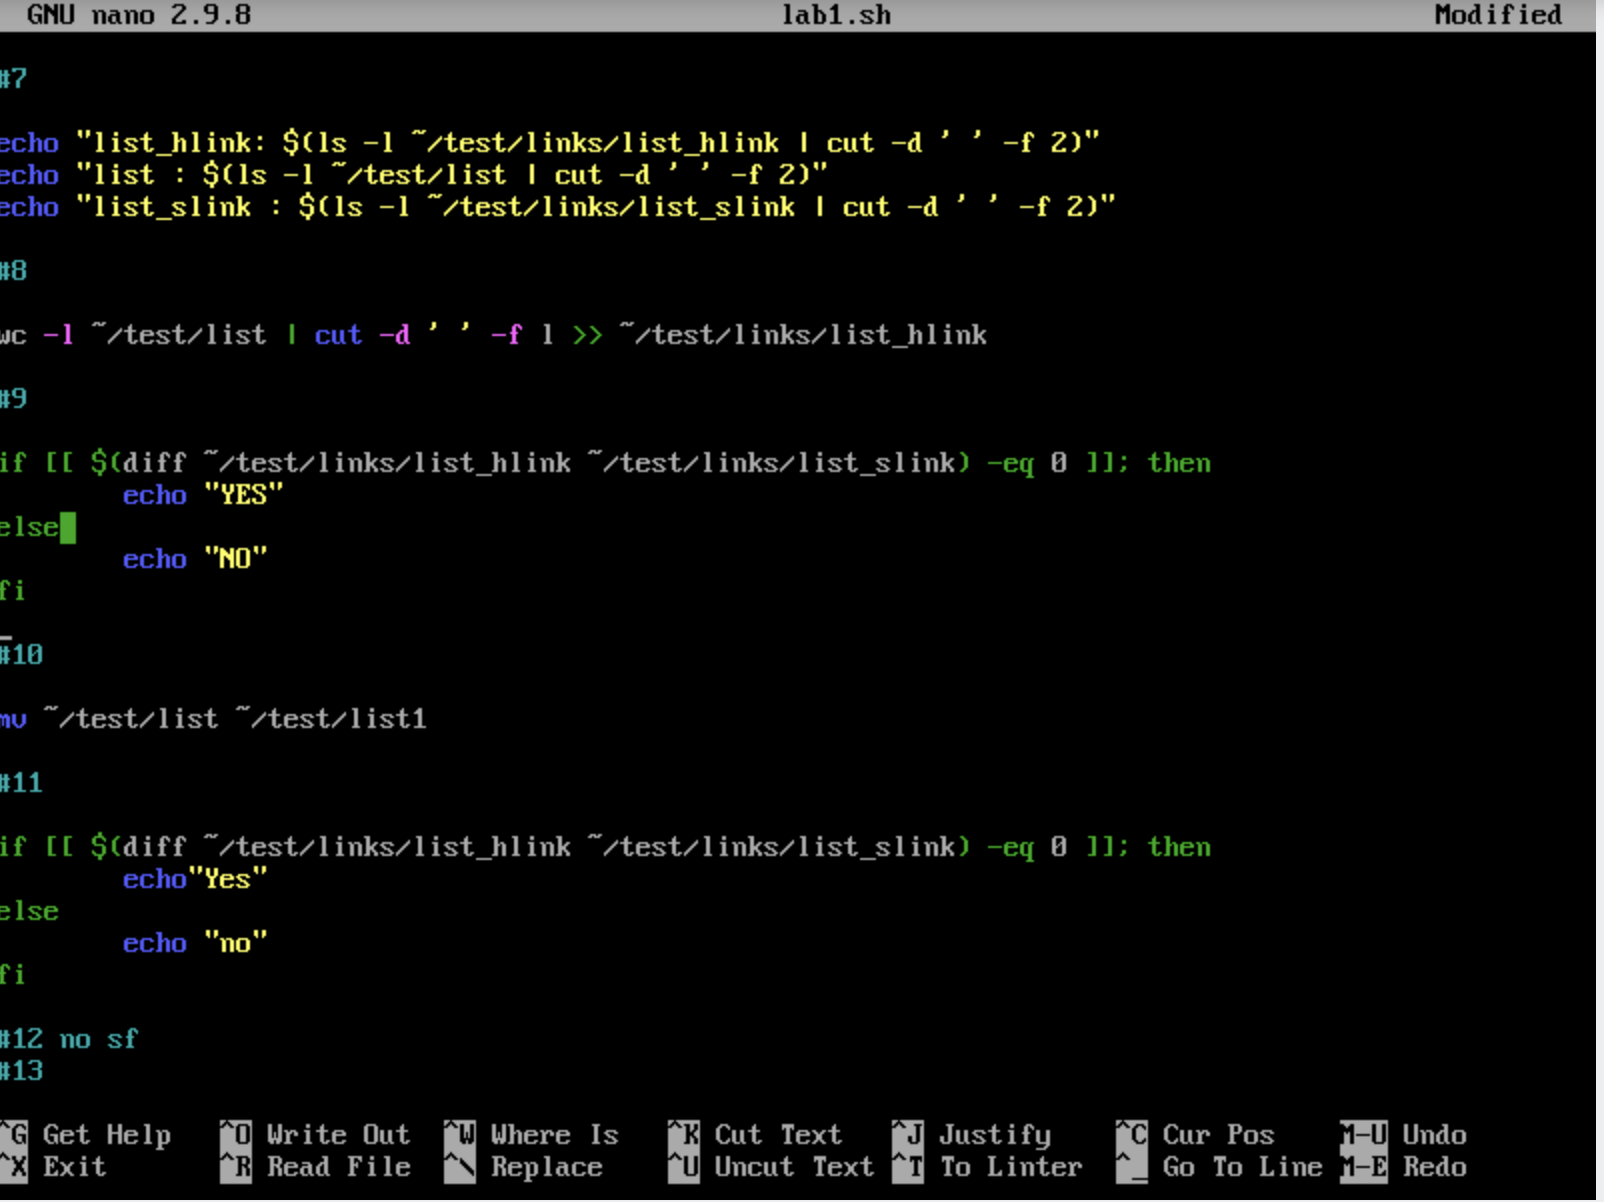 GNU nano 2.9.8 lab1.sh Modified
#7
echo "list_hlink: $(ls -l ~/test/links/list_hlink | cut -d ' ' -f 2)"
echo "list : $(ls -l ~/test/list | cut -d ' ' -f 2)"
echo "list_slink : $(ls -l ~/test/links/list_slink | cut -d ' ' -f 2)"
#8
wc -l ~/test/list | cut -d ' ' -f l >> ~/test/links/list_hlink
#9
if [[ $(diff ~/test/links/list_hlink ~/test/links/list_slink) -eq 0 ]]; then
echo "YES"
else
echo "NO"
fi
#10
mv ~/test/list ~/test/list1
#11
if [[ $(diff ~/test/links/list_hlink ~/test/links/list_slink) -eq 0 ]]; then
echo"Yes"
else
echo "no"
fi
#12 no sf
#13
^G Get Help ^O Write Out ^W Where Is ^K Cut Text ^J Justify ^C Cur Pos M-U Undo
^X Exit ^R Read File ^\ Replace ^U Uncut Text ^T To Linter ^_ Go To Line M-E Redo